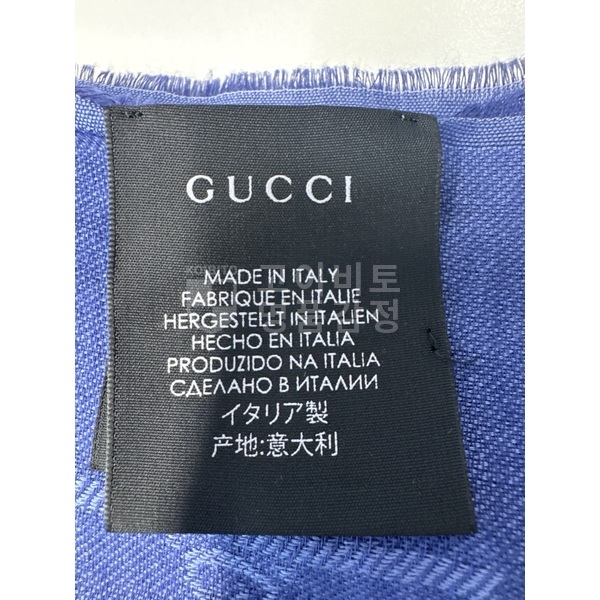 GUCCI
MADE IN ITALY
FABRIQUE EN ITALIE
HERGESTELLT IN ITALIEN
HECHO EN ITALIA
PRODUZIDO NA ITALIA
СДЕЛАНО В ИТАЛИИ
イタリア製
产地:意大利